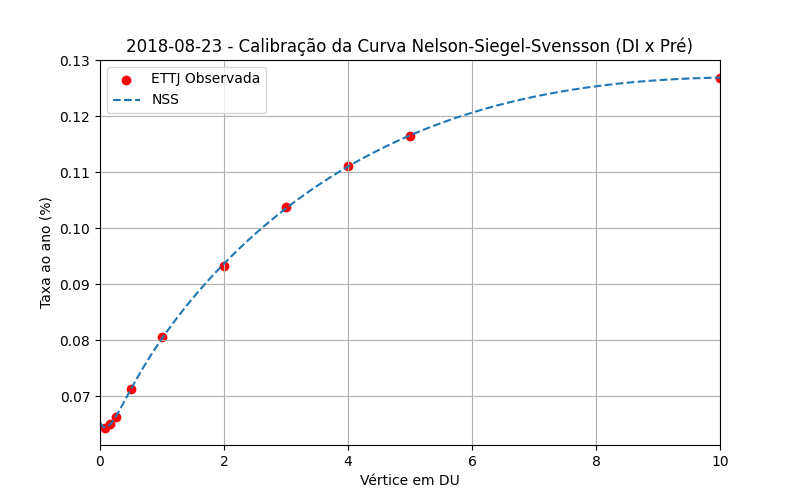 2018-08-23 - Calibração da Curva Nelson-Siegel-Svensson (DI x Pré)
ETTJ Observada
NSS
Taxa ao ano (%)
0.13
0.12
0.11
0.10
0.09
0.08
0.07
0 2 4 6 8 10
Vértice em DU